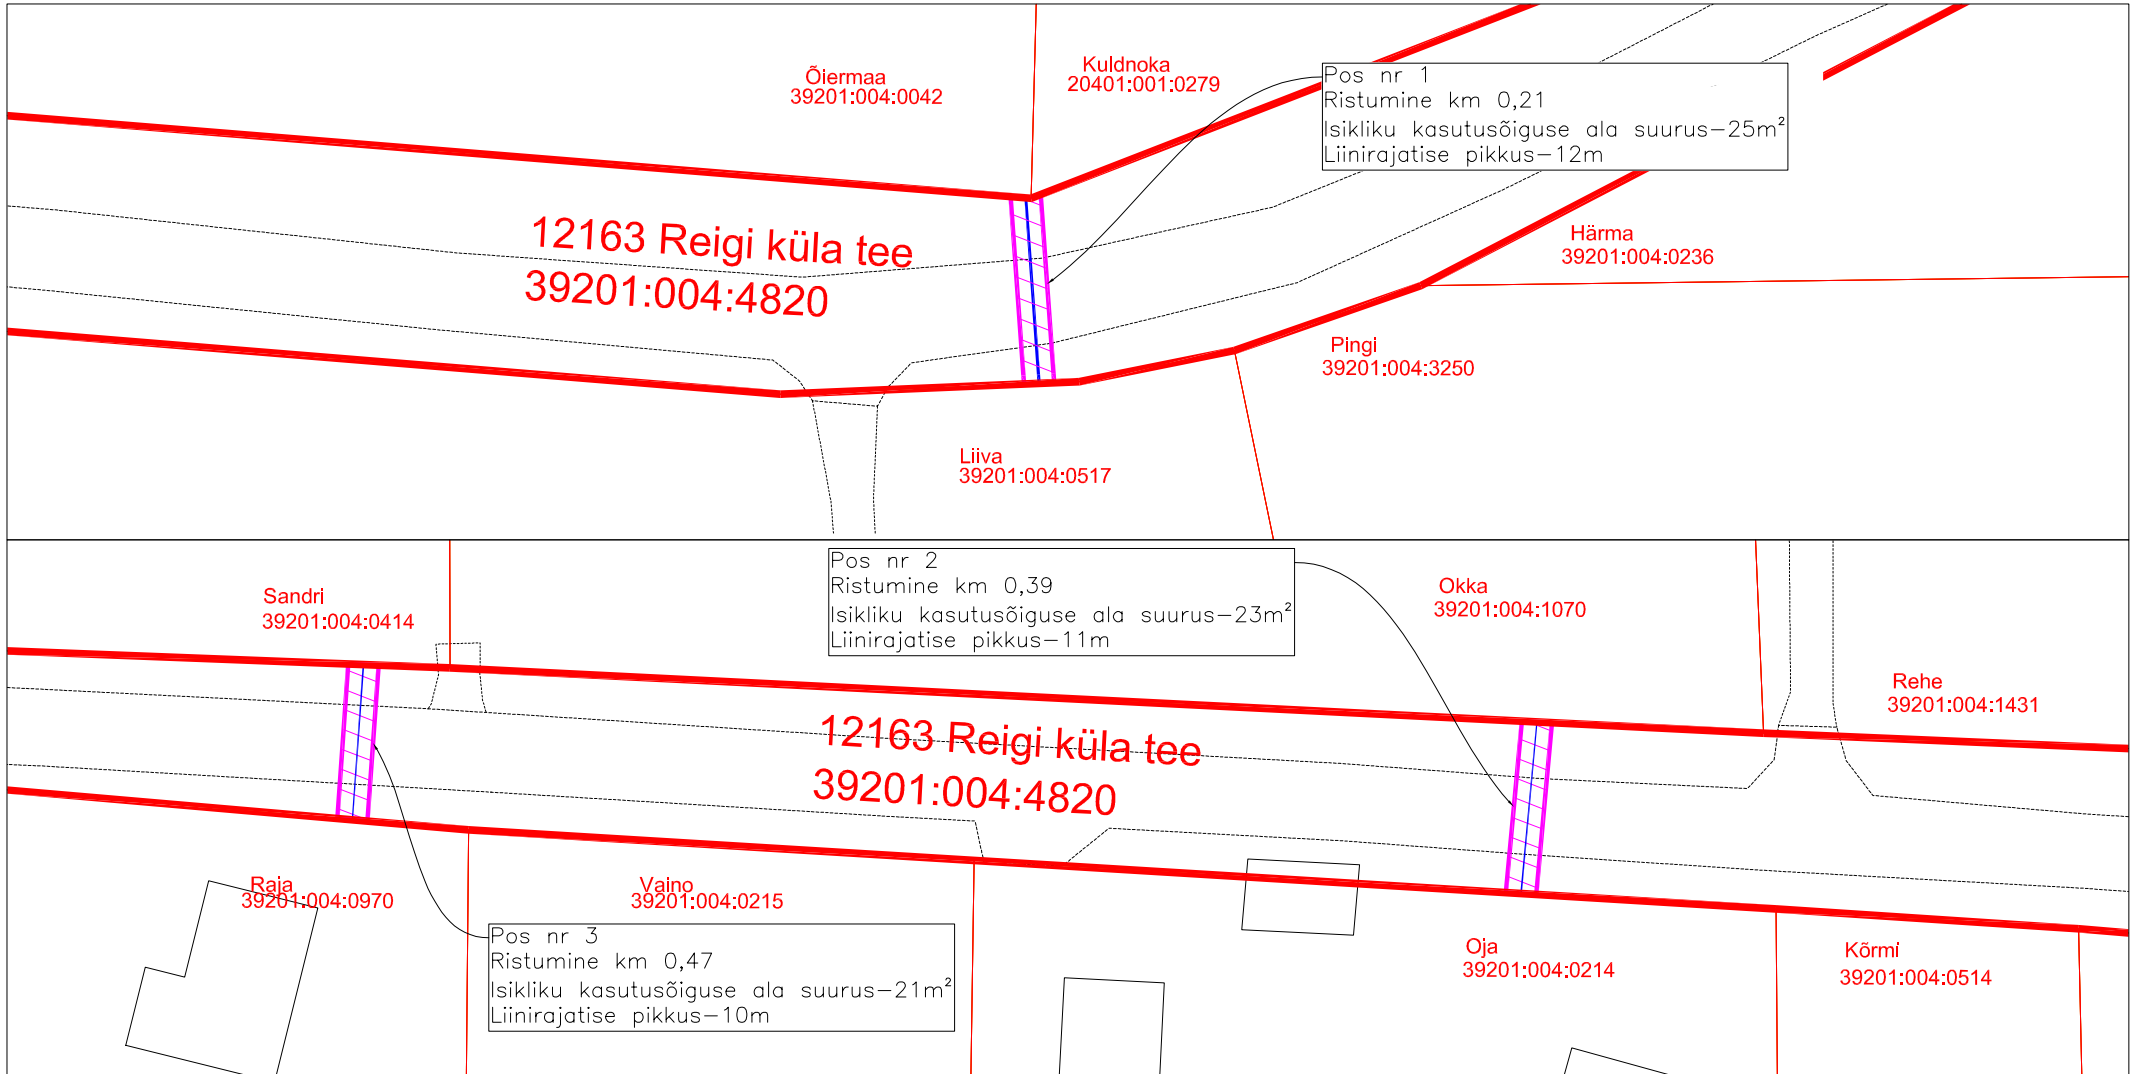 Õiermaa
39201:004:0042
Kuldnoka
20401:001:0279
Pos nr 1
Ristumine km 0,21
Isikliku kasutusõiguse ala suurus-25m²
Liinirajatise pikkus-12m
12163 Reigi küla tee
39201:004:4820
Härma
39201:004:0236
Pingi
39201:004:3250
Liiva
39201:004:0517
Pos nr 2
Ristumine km 0,39
Isikliku kasutusõiguse ala suurus-23m²
Liinirajatise pikkus-11m
Sandri
39201:004:0414
Okka
39201:004:1070
Rehe
39201:004:1431
12163 Reigi küla tee
39201:004:4820
Raja
39201:004:0970
Vaino
39201:004:0215
Pos nr 3
Ristumine km 0,47
Isikliku kasutusõiguse ala suurus-21m²
Liinirajatise pikkus-10m
Oja
39201:004:0214
Kõrmi
39201:004:0514